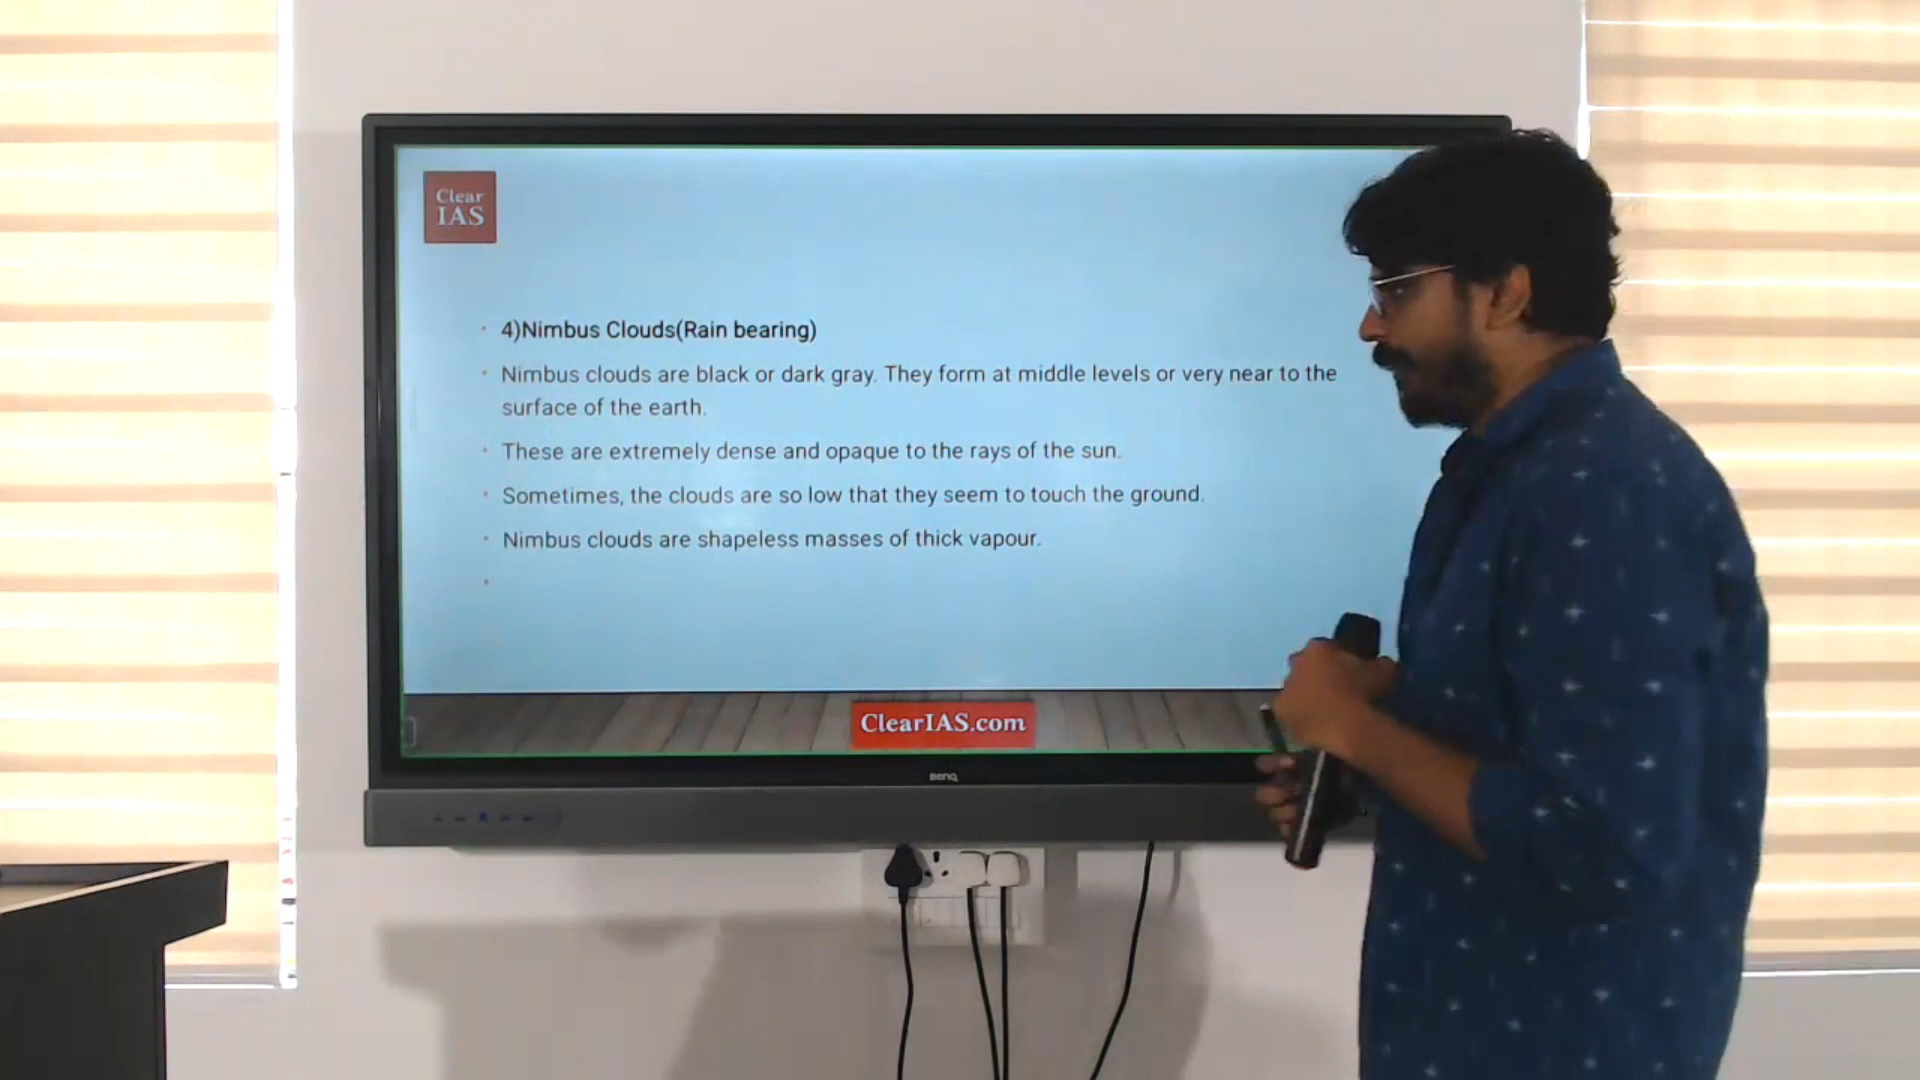 Clear
IAS
4)Nimbus Clouds(Rain bearing)
Nimbus clouds are black or dark gray. They form at middle levels or very near to the
surface of the earth.
These are extremely dense and opaque to the rays of the sun.
Sometimes, the clouds are so low that they seem to touch the ground.
Nimbus clouds are shapeless masses of thick vapour.
ClearIAS.com
BenQ